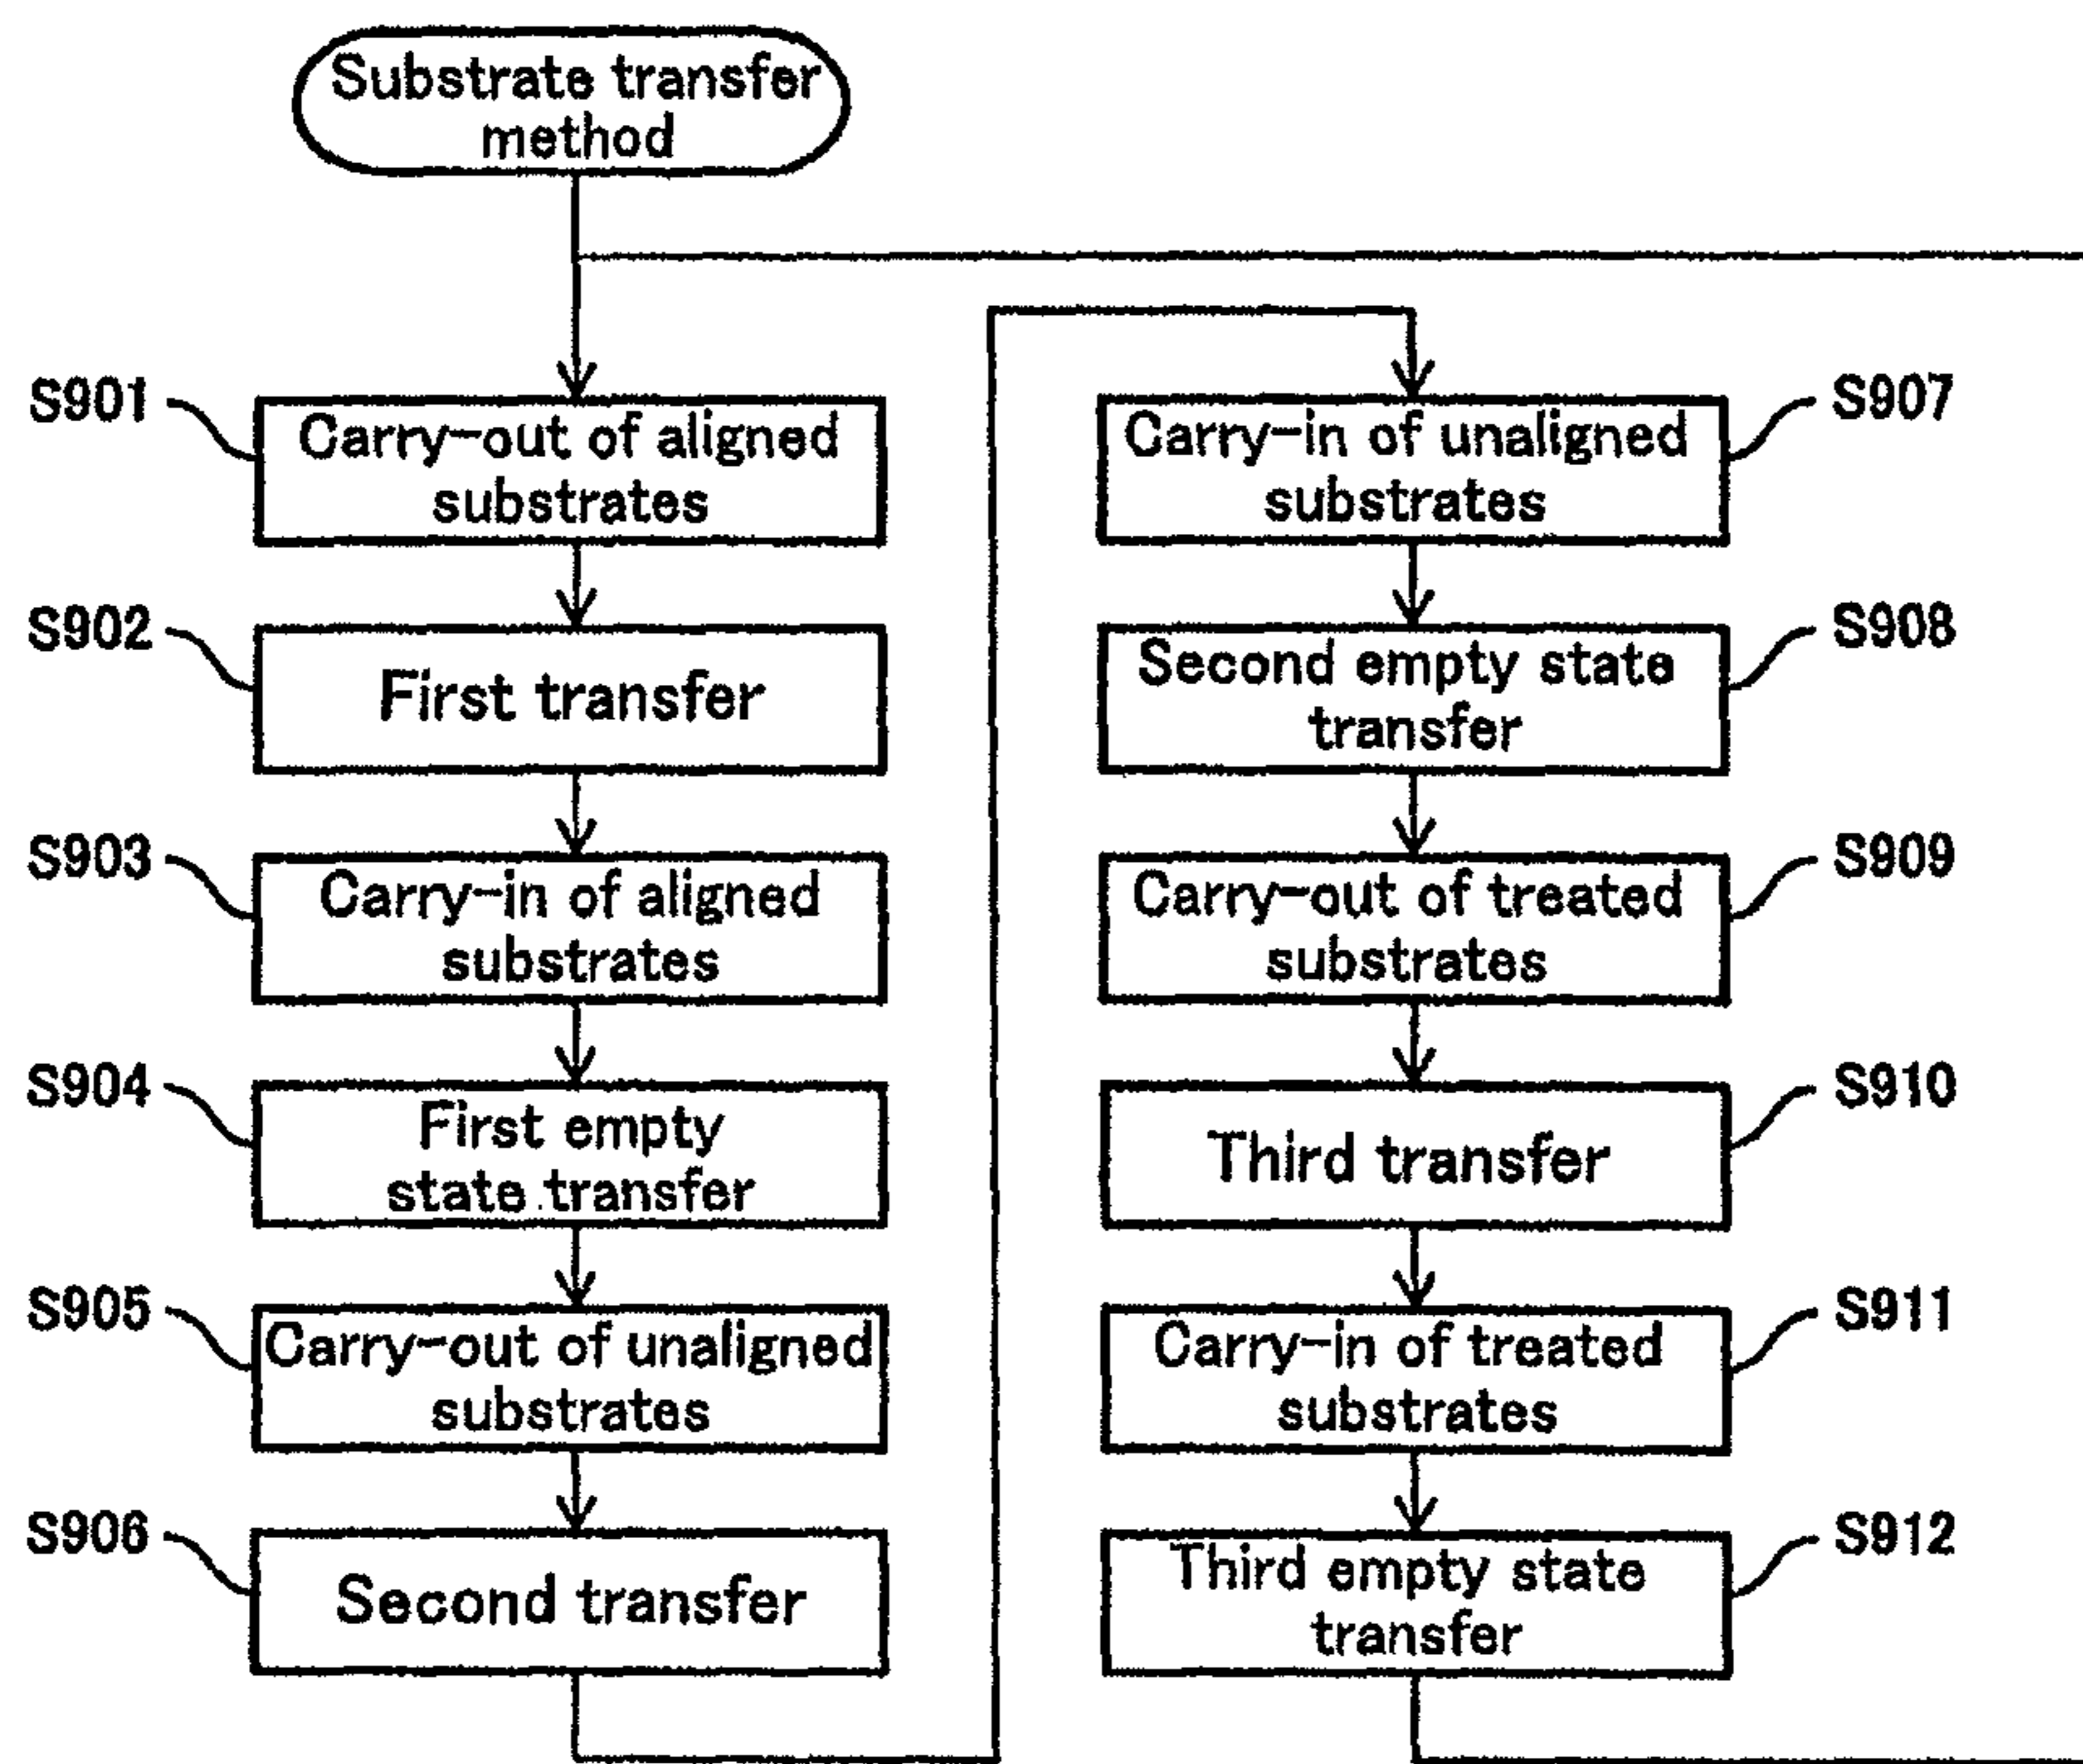 Substrate transfer
method
S901
Carry-out of aligned
substrates
S902
First transfer
S903
Carry-in of aligned
substrates
S904
First empty
state transfer
S905
Carry-out of unaligned
substrates
S906
Second transfer
S907
Carry-in of unaligned
substrates
S908
Second empty state
transfer
S909
Carry-out of treated
substrates
S910
Third transfer
S911
Carry-in of treated
substrates
S912
Third empty state
transfer